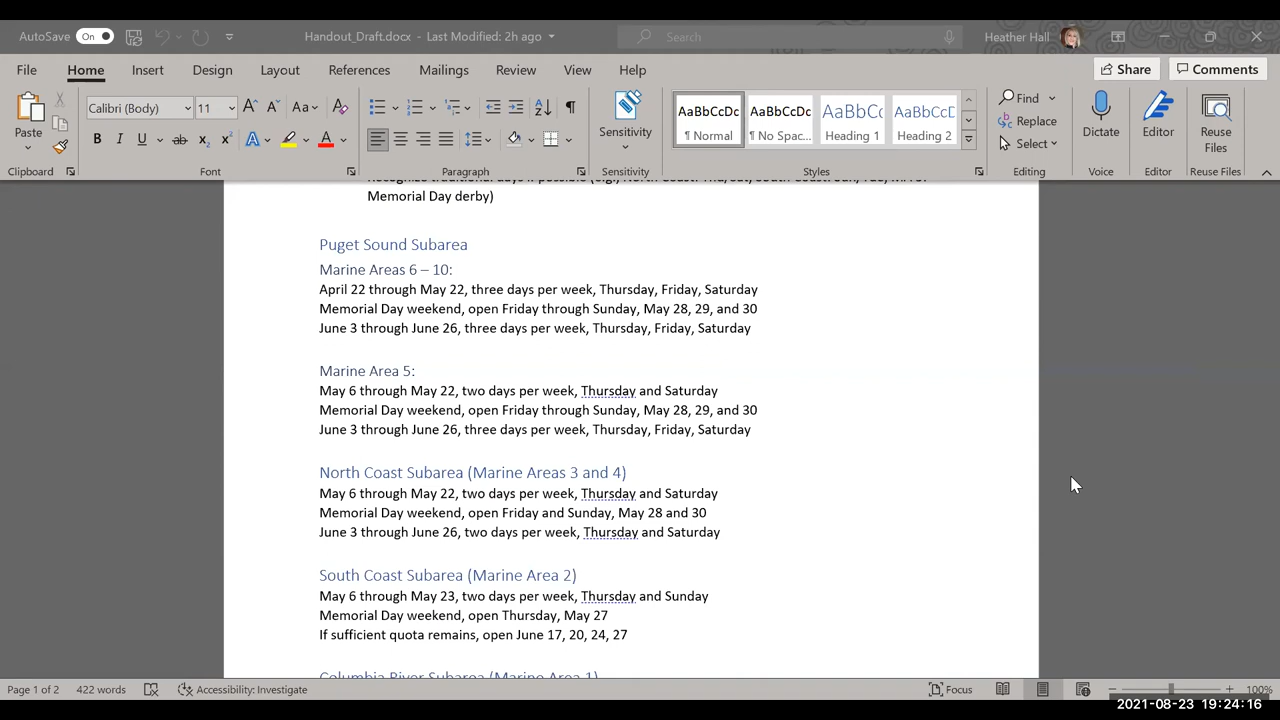 AutoSave On Handout_Draft.docx - Last Modified: 2h ago Search Heather Hall
File Home Insert Design Layout References Mailings Review View Help Share Comments
Paste
Calibri (Body) 11 Aa
B I U ab x₂ x² A A
Sensitivity
AaBbCcDc AaBbCcDc AaBbCc AaBbCcD
¶ Normal ¶ No Spac... Heading 1 Heading 2
Find
Replace
Select
Dictate
Editor
Reuse Files
Clipboard Font Paragraph Sensitivity Styles Editing Voice Editor Reuse Files
Memorial Day derby)
Puget Sound Subarea
Marine Areas 6 – 10:
April 22 through May 22, three days per week, Thursday, Friday, Saturday
Memorial Day weekend, open Friday through Sunday, May 28, 29, and 30
June 3 through June 26, three days per week, Thursday, Friday, Saturday
Marine Area 5:
May 6 through May 22, two days per week, Thursday and Saturday
Memorial Day weekend, open Friday through Sunday, May 28, 29, and 30
June 3 through June 26, three days per week, Thursday, Friday, Saturday
North Coast Subarea (Marine Areas 3 and 4)
May 6 through May 22, two days per week, Thursday and Saturday
Memorial Day weekend, open Friday and Sunday, May 28 and 30
June 3 through June 26, two days per week, Thursday and Saturday
South Coast Subarea (Marine Area 2)
May 6 through May 23, two days per week, Thursday and Sunday
Memorial Day weekend, open Thursday, May 27
If sufficient quota remains, open June 17, 20, 24, 27
Columbia River Subarea (Marine Area 1)
Page 1 of 2 422 words Accessibility: Investigate Focus 100%
2021-08-23 19:24:16